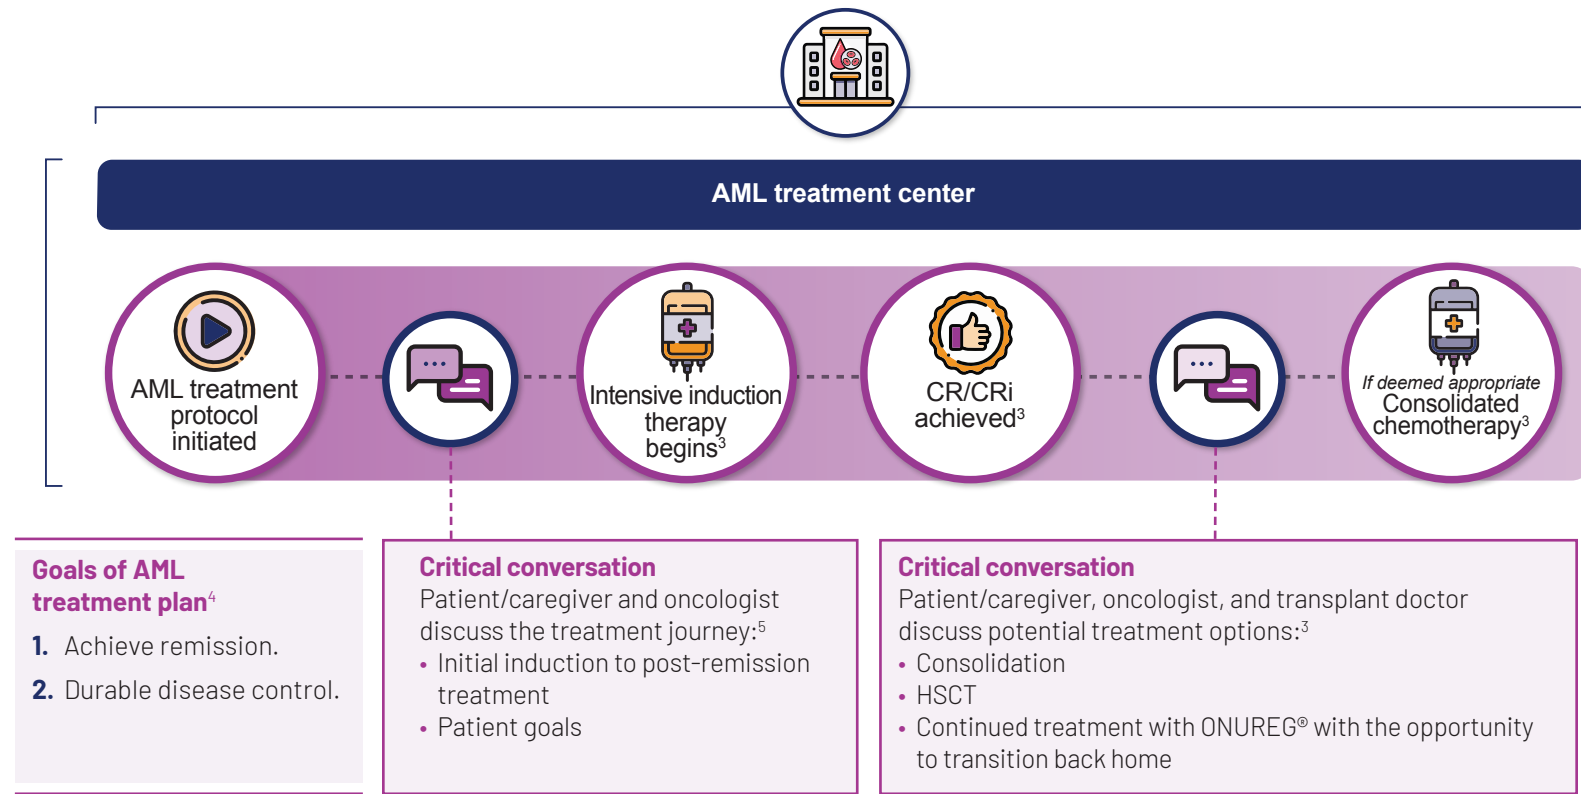 AML treatment center
AML treatment
protocol
initiated
Intensive induction
therapy
begins³
CR/CRi
achieved³
If deemed appropriate
Consolidated
chemotherapy³
Goals of AML
treatment plan⁴
1. Achieve remission.
2. Durable disease control.
Critical conversation
Patient/caregiver and oncologist
discuss the treatment journey:⁵
• Initial induction to post-remission
treatment
• Patient goals
Critical conversation
Patient/caregiver, oncologist, and transplant doctor
discuss potential treatment options:³
• Consolidation
• HSCT
• Continued treatment with ONUREG® with the opportunity
to transition back home